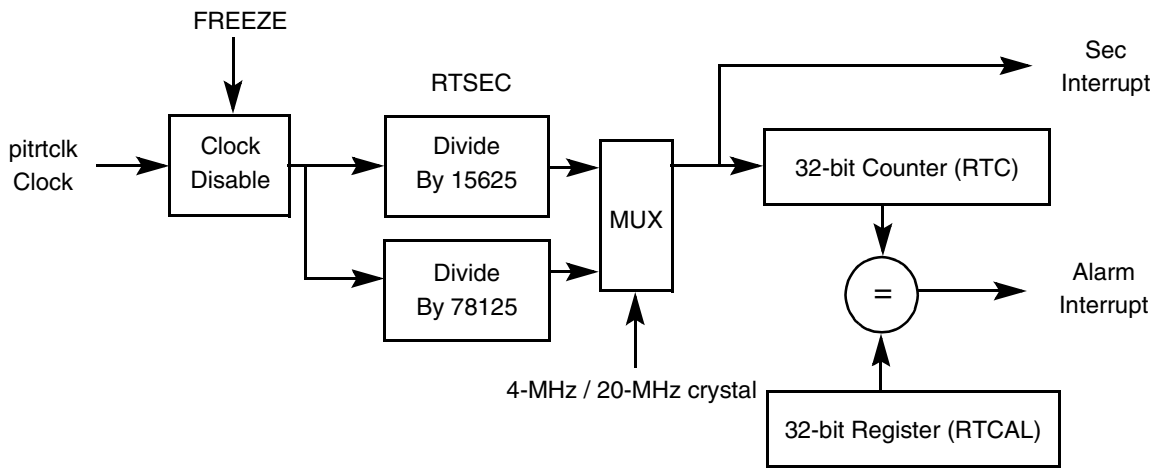 FREEZE
RTSEC
Sec
Interrupt
pitrtclk
Clock
Clock
Disable
Divide
By 15625
MUX
32-bit Counter (RTC)
Divide
By 78125
=
Alarm
Interrupt
4-MHz / 20-MHz crystal
32-bit Register (RTCAL)